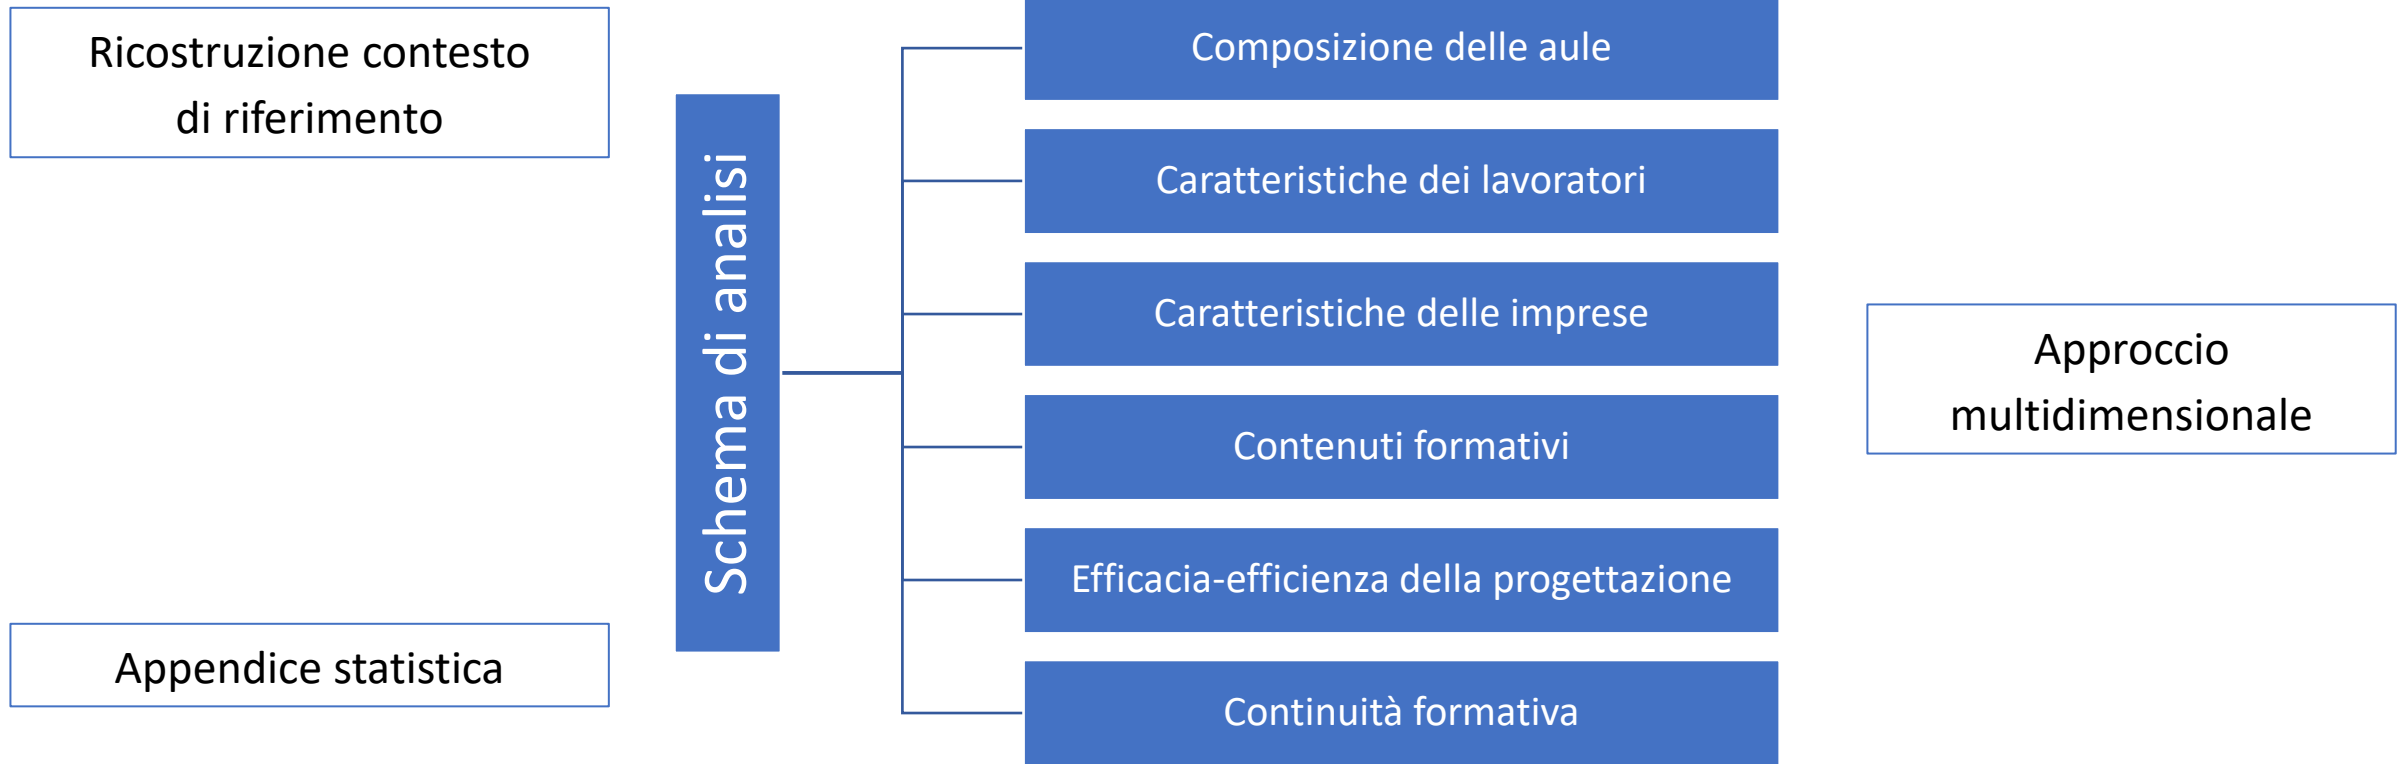 Ricostruzione contesto
di riferimento
Appendice statistica
Schema di analisi
Composizione delle aule
Caratteristiche dei lavoratori
Caratteristiche delle imprese
Contenuti formativi
Efficacia-efficienza della progettazione
Continuità formativa
Approccio
multidimensionale